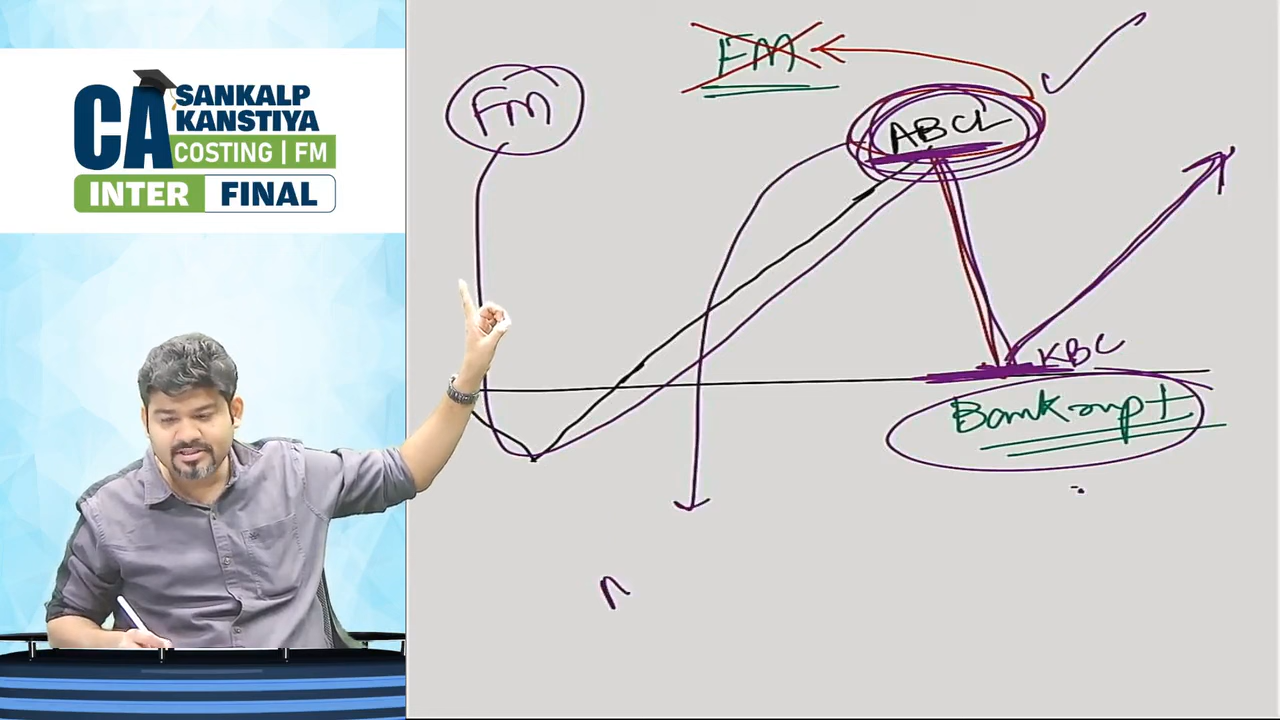 CA SANKALP
KANSTIYA
COSTING | FM
INTER FINAL
FM
FM
ABCL
KBC
Bankrupt